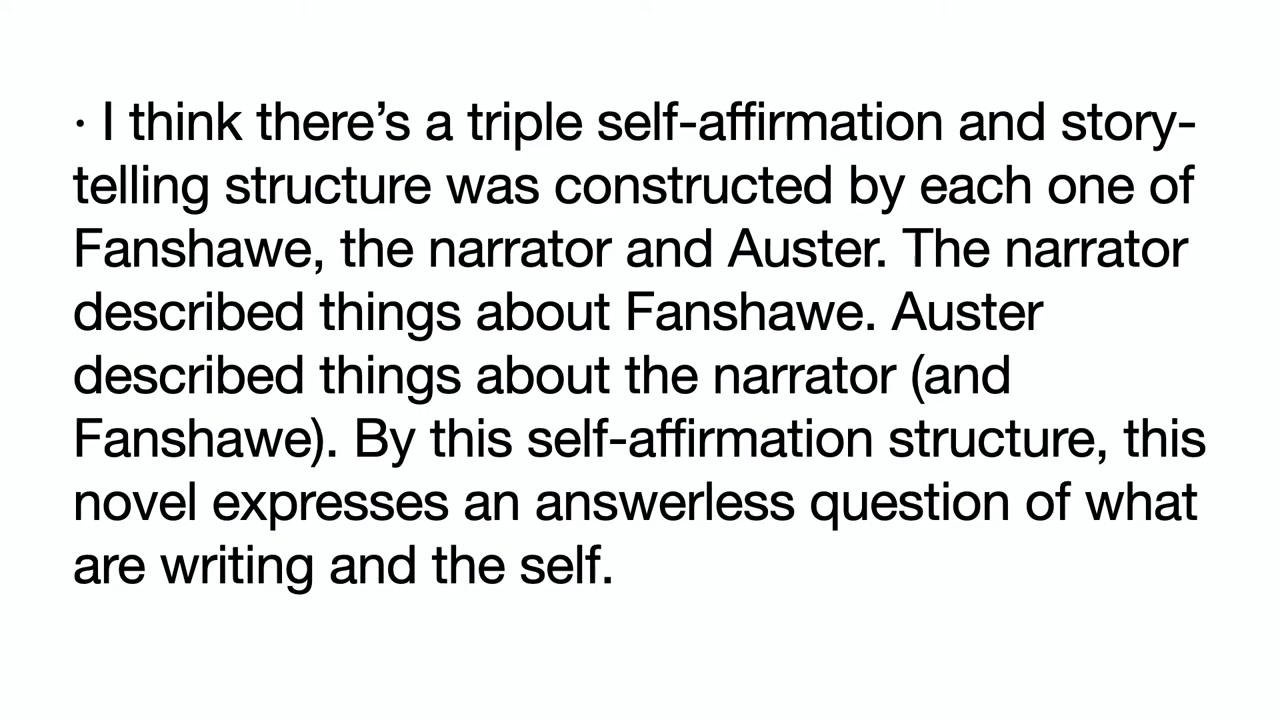 · I think there’s a triple self-affirmation and story-
telling structure was constructed by each one of
Fanshawe, the narrator and Auster. The narrator
described things about Fanshawe. Auster
described things about the narrator (and
Fanshawe). By this self-affirmation structure, this
novel expresses an answerless question of what
are writing and the self.